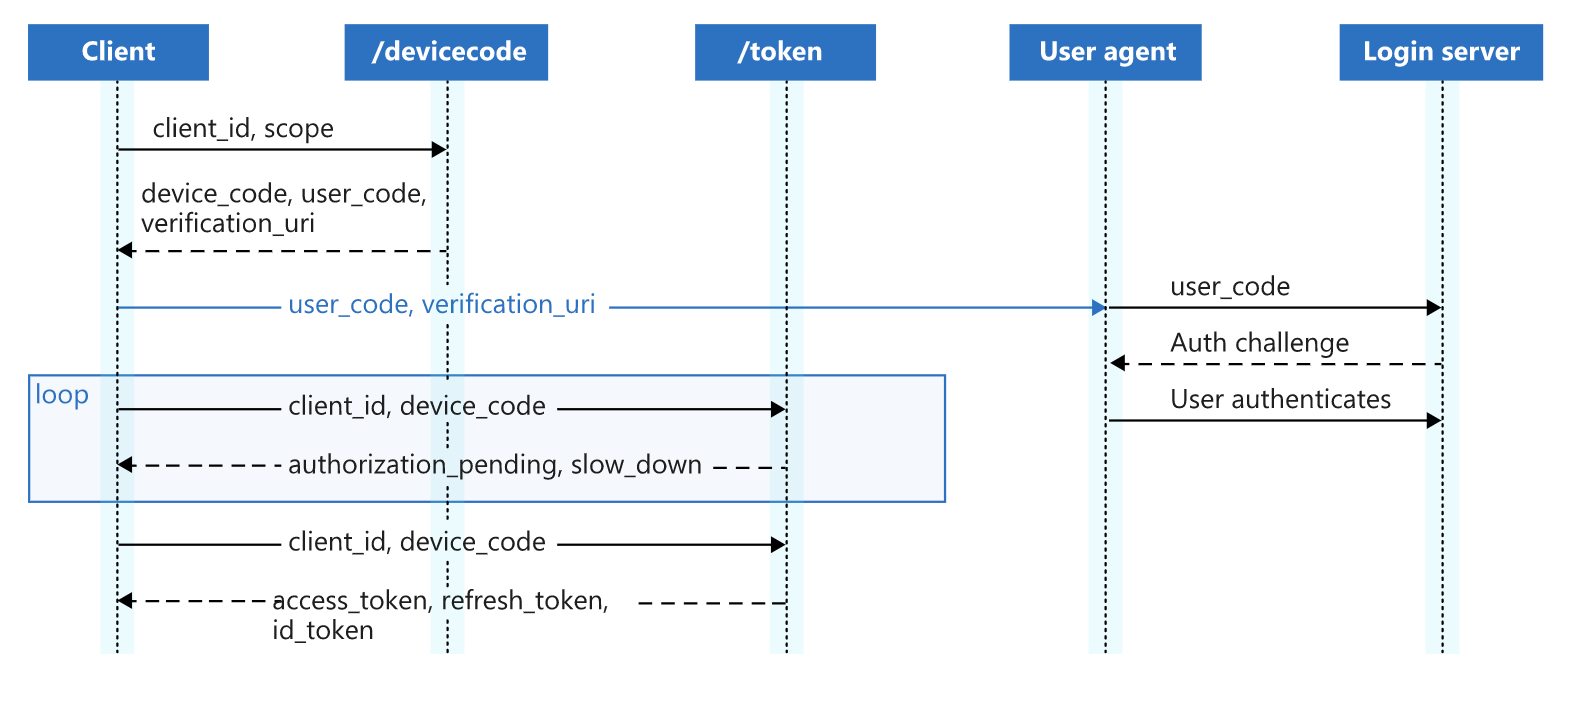 Client
/devicecode
/token
User agent
Login server
client_id, scope
device_code, user_code,
verification_uri
user_code, verification_uri
user_code
Auth challenge
loop
client_id, device_code
User authenticates
authorization_pending, slow_down
client_id, device_code
access_token, refresh_token,
id_token